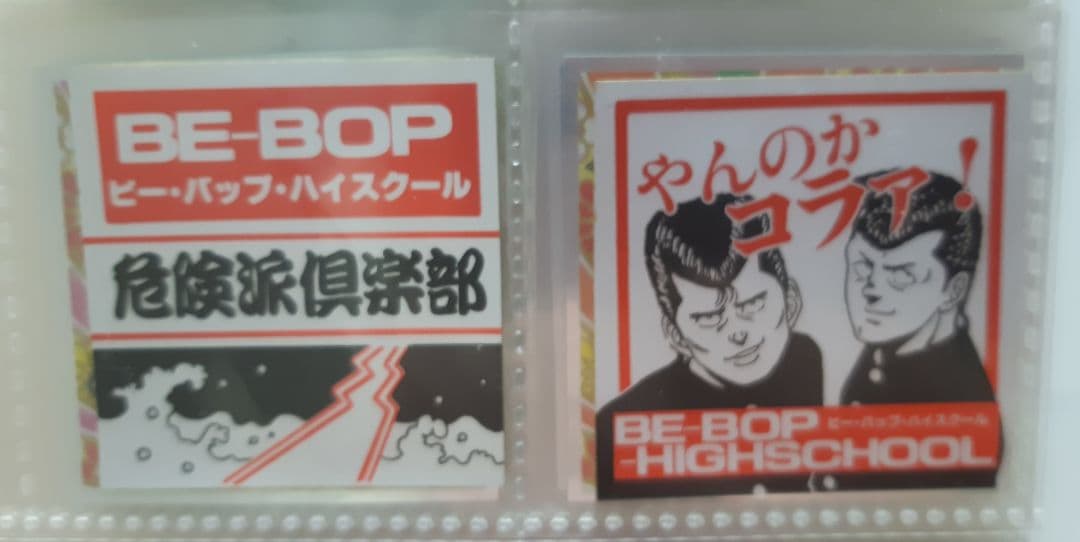 BE-BOP
ビー・バップ・ハイスクール
危険派倶楽部
やんのか
コラァ!
BE-BOP ビー・バップ・ハイスクール
-HIGHSCHOOL